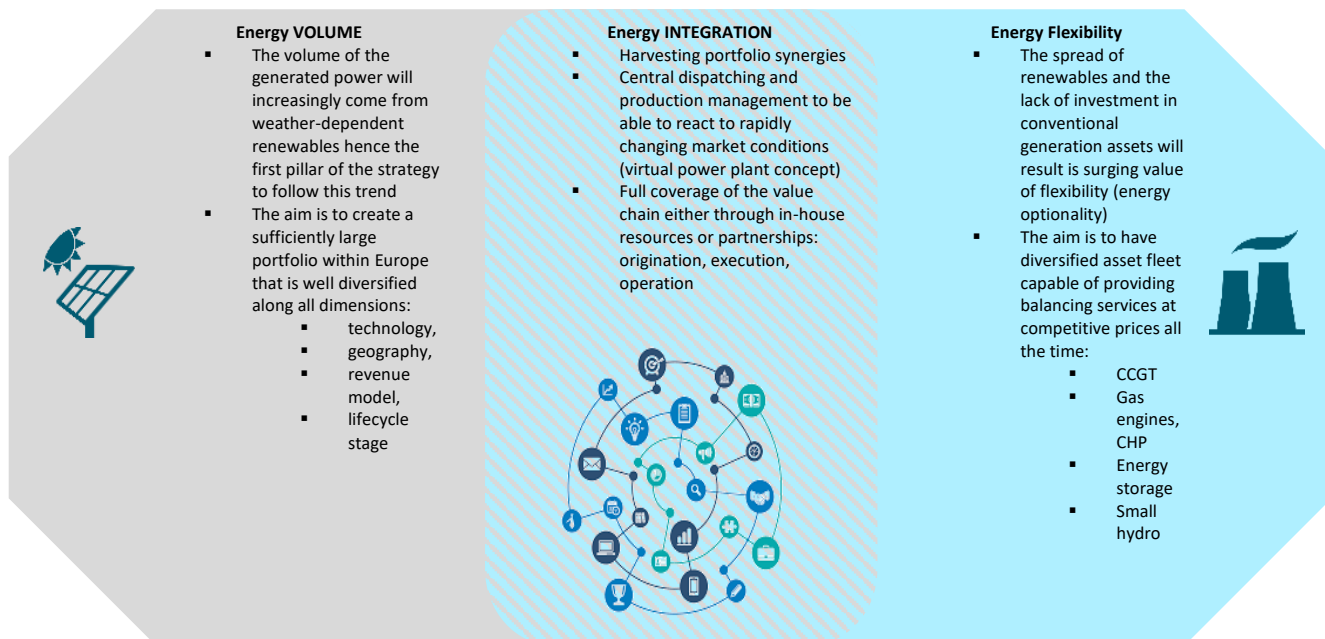 Energy VOLUME
▪ The volume of the
generated power will
increasingly come from
weather-dependent
renewables hence the
first pillar of the strategy
to follow this trend
▪ The aim is to create a
sufficiently large
portfolio within Europe
that is well diversified
along all dimensions:
▪ technology,
▪ geography,
▪ revenue
model,
▪ lifecycle
stage
Energy INTEGRATION
▪ Harvesting portfolio synergies
▪ Central dispatching and
production management to be
able to react to rapidly
changing market conditions
(virtual power plant concept)
▪ Full coverage of the value
chain either through in-house
resources or partnerships:
origination, execution,
operation
Energy Flexibility
▪ The spread of
renewables and the
lack of investment in
conventional
generation assets will
result is surging value
of flexibility (energy
optionality)
▪ The aim is to have
diversified asset fleet
capable of providing
balancing services at
competitive prices all
the time:
▪ CCGT
▪ Gas
engines,
CHP
▪ Energy
storage
▪ Small
hydro